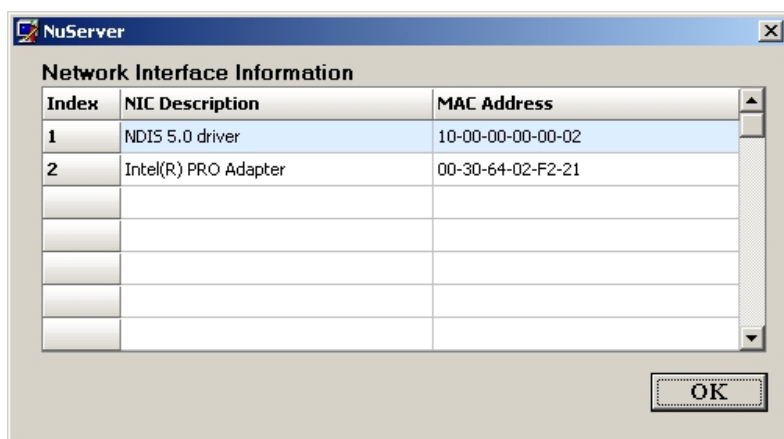 NuServer
Network Interface Information
Index NIC Description MAC Address
1 NDIS 5.0 driver 10-00-00-00-00-02
2 Intel(R) PRO Adapter 00-30-64-02-F2-21
OK